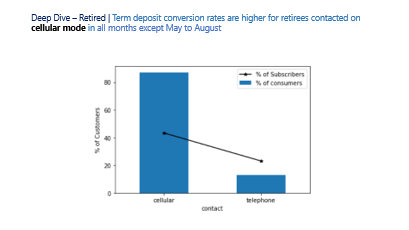 Deep Dive – Retired | Term deposit conversion rates are higher for retirees contacted on
cellular mode in all months except May to August
% of Subscribers
% of consumers
80
60
40
20
0
% of Customers
cellular
telephone
contact